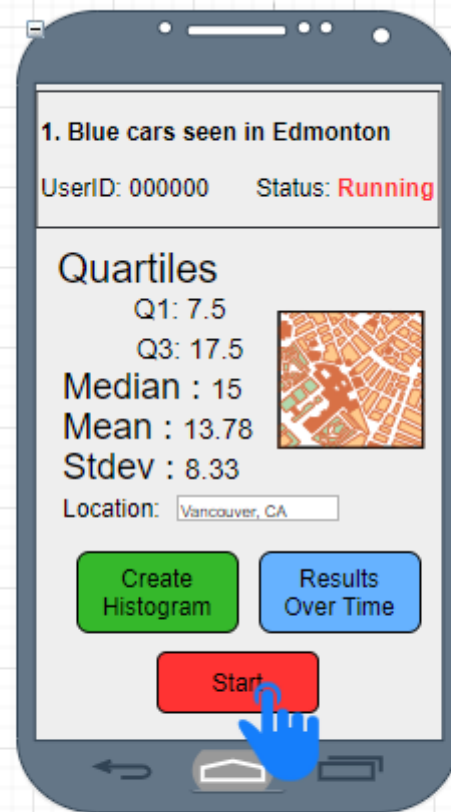 1. Blue cars seen in Edmonton
UserID: 000000 Status: Running
Quartiles
Q1: 7.5
Q3: 17.5
Median : 15
Mean : 13.78
Stdev : 8.33
Location: Vancouver, CA
Create
Histogram
Results
Over Time
Start